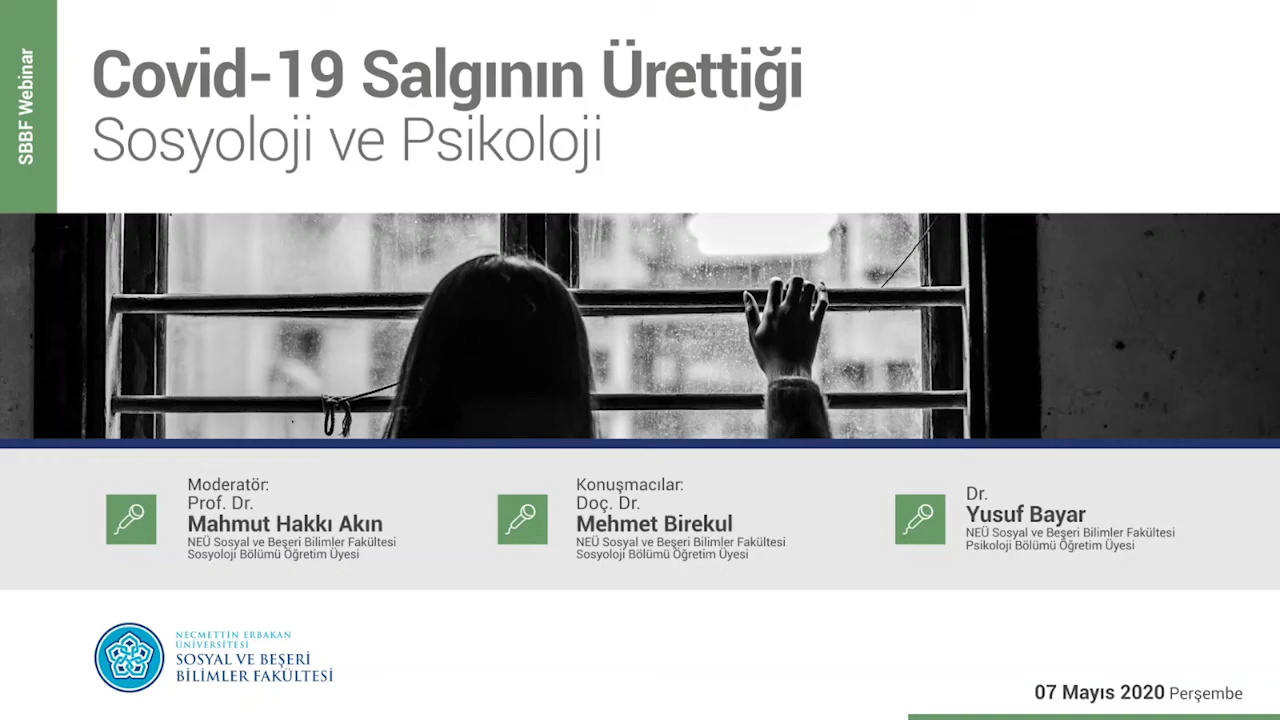 SBBF Webinar
Covid-19 Salgının Ürettiği
Sosyoloji ve Psikoloji
Moderatör:
Prof. Dr.
Mahmut Hakkı Akın
NEÜ Sosyal ve Beşeri Bilimler Fakültesi
Sosyoloji Bölümü Öğretim Üyesi
Konuşmacılar:
Doç. Dr.
Mehmet Birekul
NEÜ Sosyal ve Beşeri Bilimler Fakültesi
Sosyoloji Bölümü Öğretim Üyesi
Dr.
Yusuf Bayar
NEÜ Sosyal ve Beşeri Bilimler Fakültesi
Psikoloji Bölümü Öğretim Üyesi
NECMETTİN ERBAKAN
ÜNİVERSİTESİ
SOSYAL VE BEŞERİ
BİLİMLER FAKÜLTESİ
07 Mayıs 2020 Perşembe